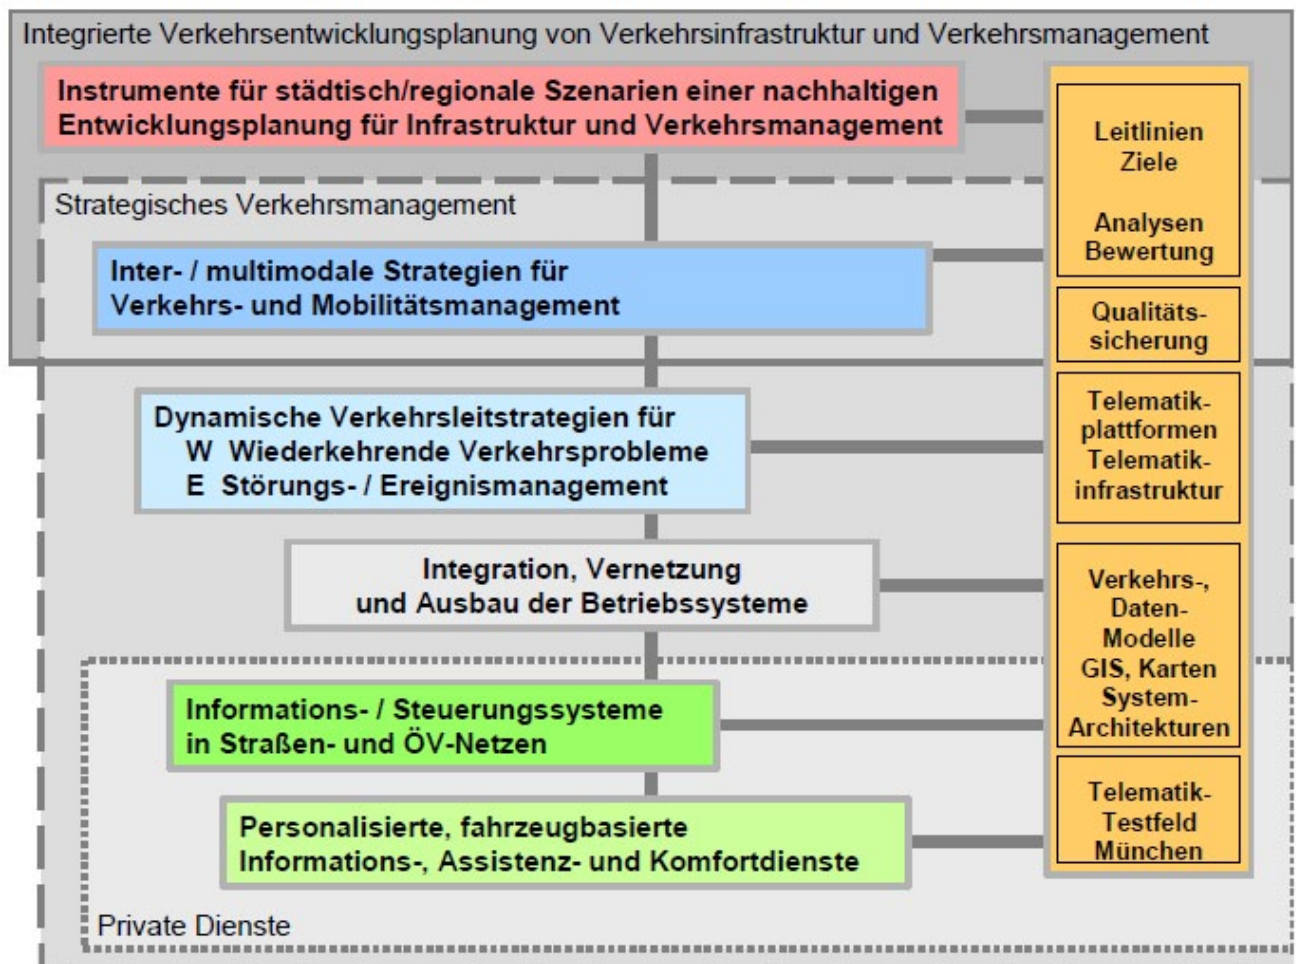 Integrierte Verkehrsentwicklungsplanung von Verkehrsinfrastruktur und Verkehrsmanagement
Instrumente für städtisch/regionale Szenarien einer nachhaltigen
Entwicklungsplanung für Infrastruktur und Verkehrsmanagement
Strategisches Verkehrsmanagement
Inter- / multimodale Strategien für
Verkehrs- und Mobilitätsmanagement
Dynamische Verkehrsleitstrategien für
W Wiederkehrende Verkehrsprobleme
E Störungs- / Ereignismanagement
Integration, Vernetzung
und Ausbau der Betriebssysteme
Informations- / Steuerungssysteme
in Straßen- und ÖV-Netzen
Personalisierte, fahrzeugbasierte
Informations-, Assistenz- und Komfortdienste
Private Dienste
Leitlinien
Ziele
Analysen
Bewertung
Qualitäts-
sicherung
Telematik-
plattformen
Telematik-
infrastruktur
Verkehrs-,
Daten-
Modelle
GIS, Karten
System-
Architekturen
Telematik-
Testfeld
München